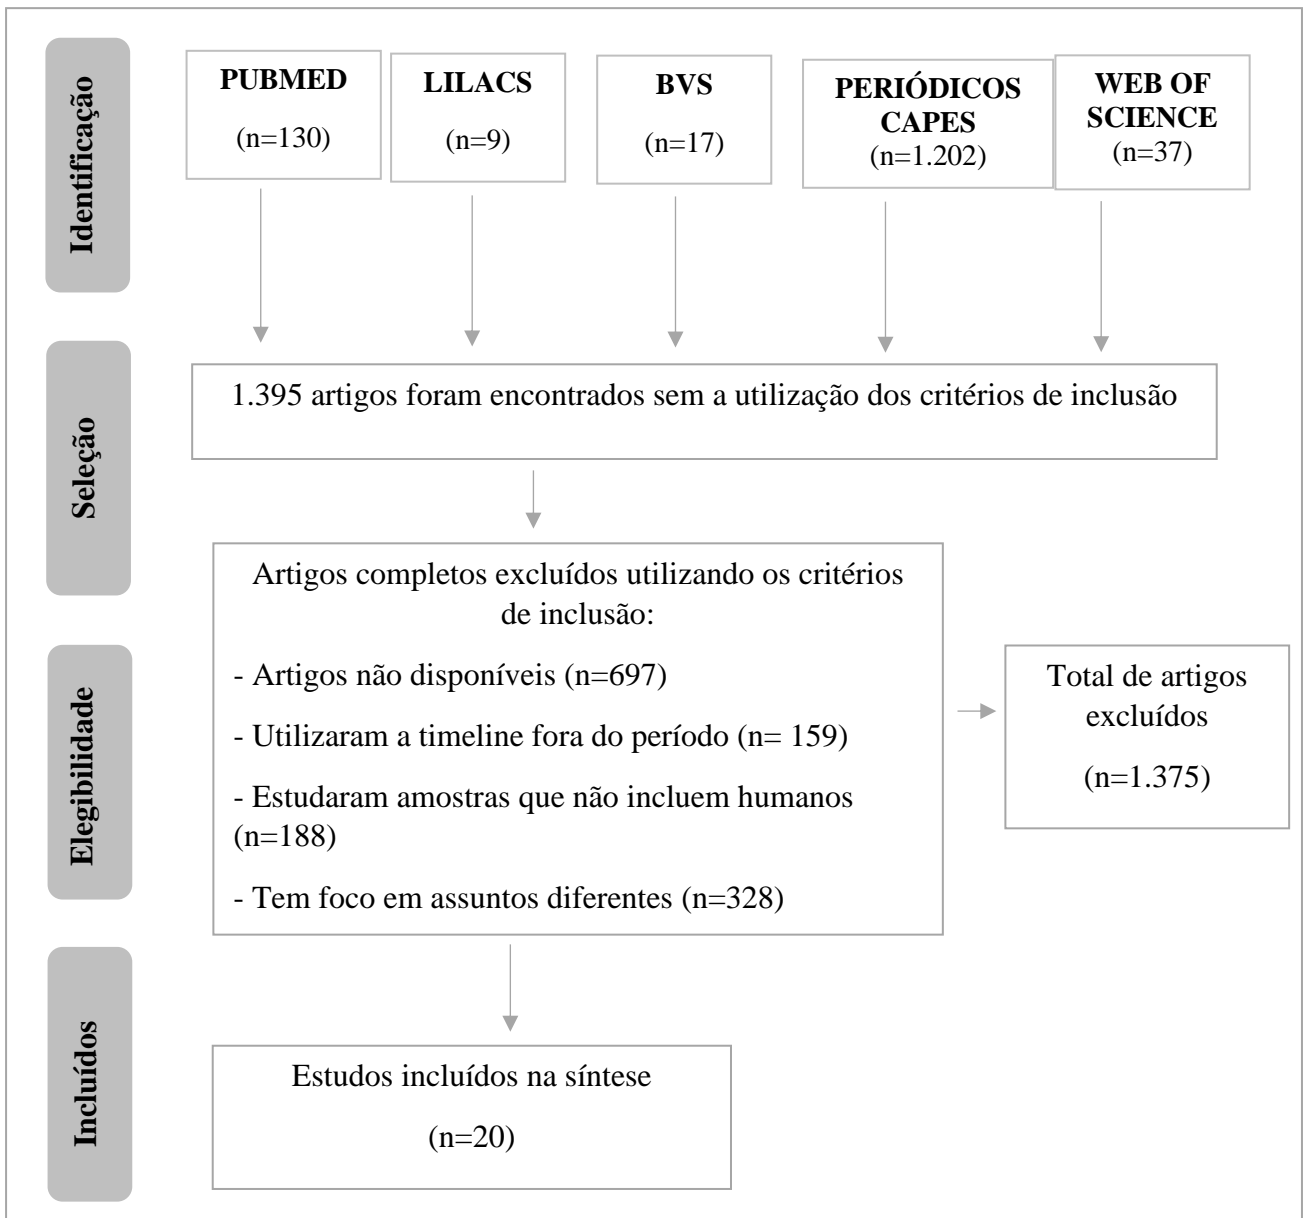 Identificação
PUBMED
(n=130)
LILACS
(n=9)
BVS
(n=17)
PERIÓDICOS
CAPES
(n=1.202)
WEB OF
SCIENCE
(n=37)
Seleção
1.395 artigos foram encontrados sem a utilização dos critérios de inclusão
Elegibilidade
Artigos completos excluídos utilizando os critérios
de inclusão:
- Artigos não disponíveis (n=697)
- Utilizaram a timeline fora do período (n= 159)
- Estudaram amostras que não incluem humanos
(n=188)
- Tem foco em assuntos diferentes (n=328)
Total de artigos
excluídos
(n=1.375)
Incluídos
Estudos incluídos na síntese
(n=20)